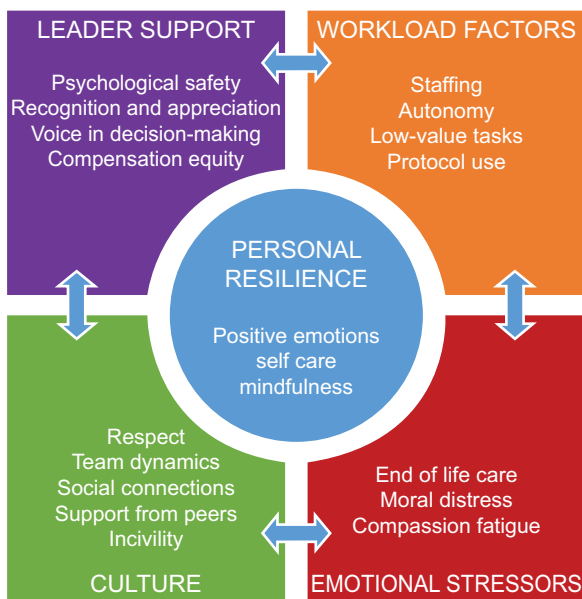 LEADER SUPPORT
Psychological safety
Recognition and appreciation
Voice in decision-making
Compensation equity
WORKLOAD FACTORS
Staffing
Autonomy
Low-value tasks
Protocol use
PERSONAL
RESILIENCE
Positive emotions
self care
mindfulness
Respect
Team dynamics
Social connections
Support from peers
Incivility
CULTURE
End of life care
Moral distress
Compassion fatigue
EMOTIONAL STRESSORS